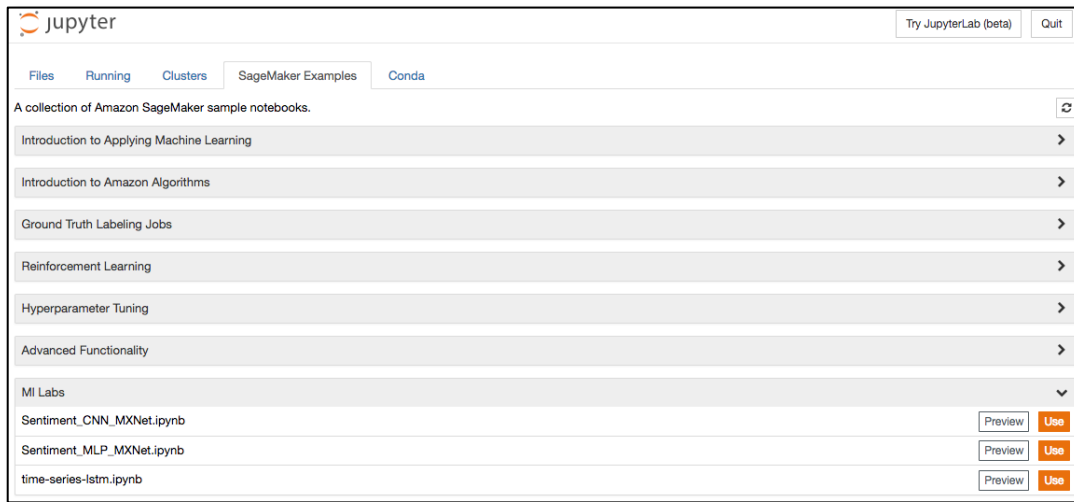 jupyter
Try JupyterLab (beta) Quit
Files Running Clusters SageMaker Examples Conda
A collection of Amazon SageMaker sample notebooks.
Introduction to Applying Machine Learning
Introduction to Amazon Algorithms
Ground Truth Labeling Jobs
Reinforcement Learning
Hyperparameter Tuning
Advanced Functionality
Ml Labs
Sentiment_CNN_MXNet.ipynb Preview Use
Sentiment_MLP_MXNet.ipynb Preview Use
time-series-lstm.ipynb Preview Use